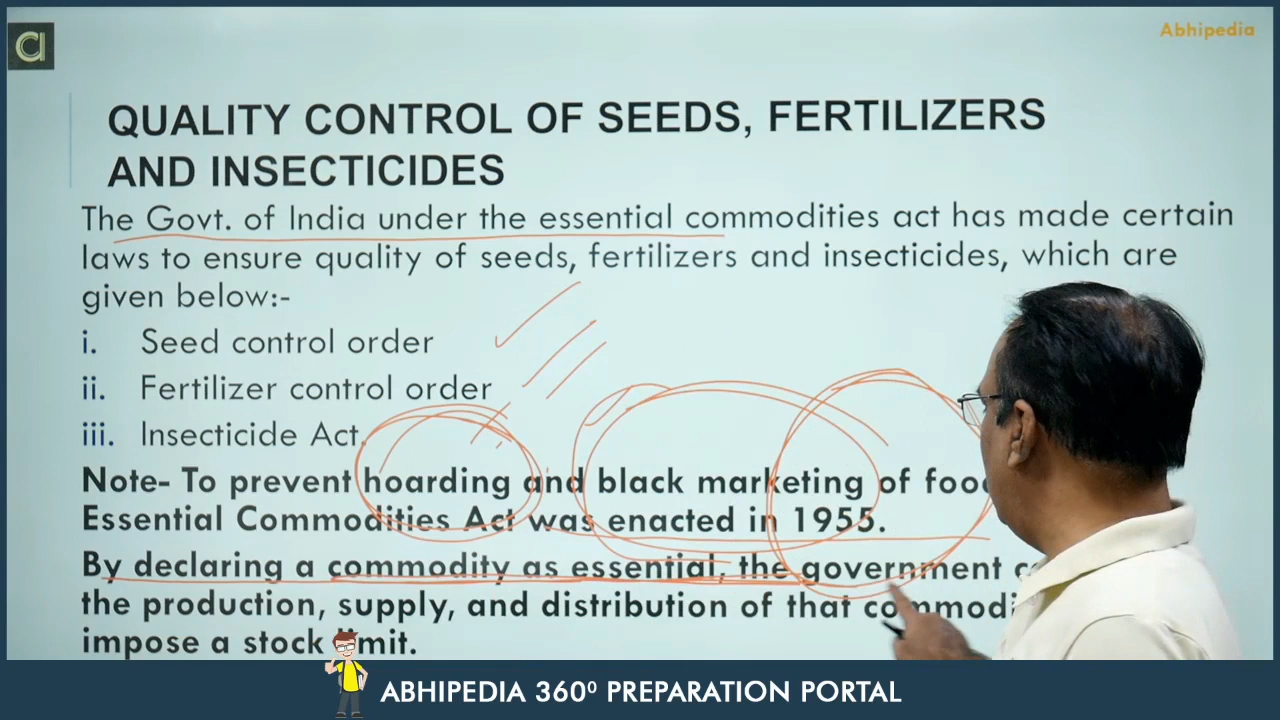 Abhipedia
QUALITY CONTROL OF SEEDS, FERTILIZERS
AND INSECTICIDES
The Govt. of India under the essential commodities act has made certain
laws to ensure quality of seeds, fertilizers and insecticides, which are
given below:-
i. Seed control order
ii. Fertilizer control order
iii. Insecticide Act.
Note- To prevent hoarding and black marketing of
Essential Commodities Act was enacted in 1955.
By declaring a commodity as essential, the government
the production, supply, and distribution of that
impose a stock limit.
ABHIPEDIA 360⁰ PREPARATION PORTAL